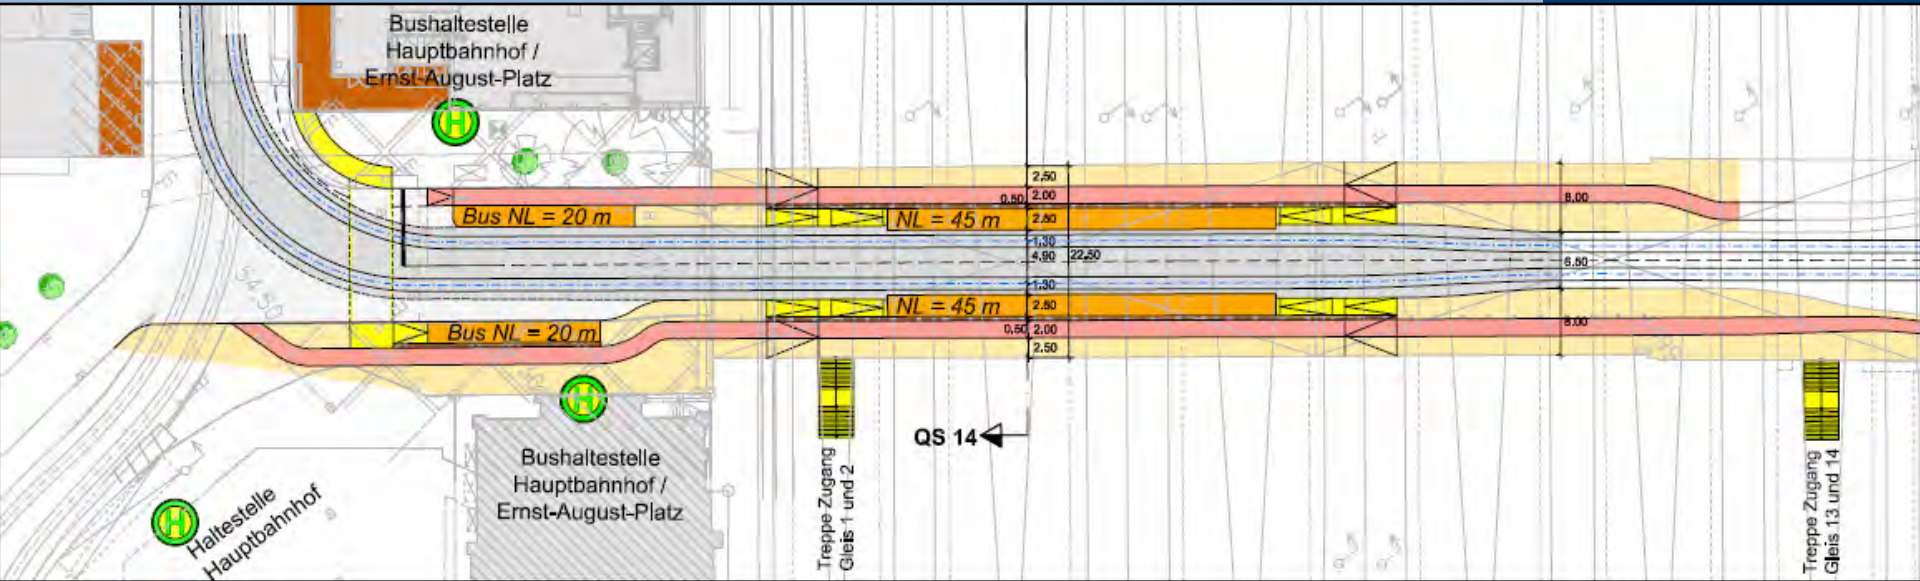 Bushaltestelle
Hauptbahnhof /
Ernst-August-Platz
H
Bus NL = 20 m
NL = 45 m
2,50
0,50
2,00
2,50
1,30
4,90
22,50
1,30
2,50
0,50
2,00
2,50
8,00
6,50
8,00
54,50
NL = 45 m
Bus NL = 20 m
H
Bushaltestelle
Hauptbahnhof /
Ernst-August-Platz
H
Haltestelle
Hauptbahnhof
QS 14
Treppe Zugang
Gleis 1 und 2
Treppe Zugang
Gleis 13 und 14